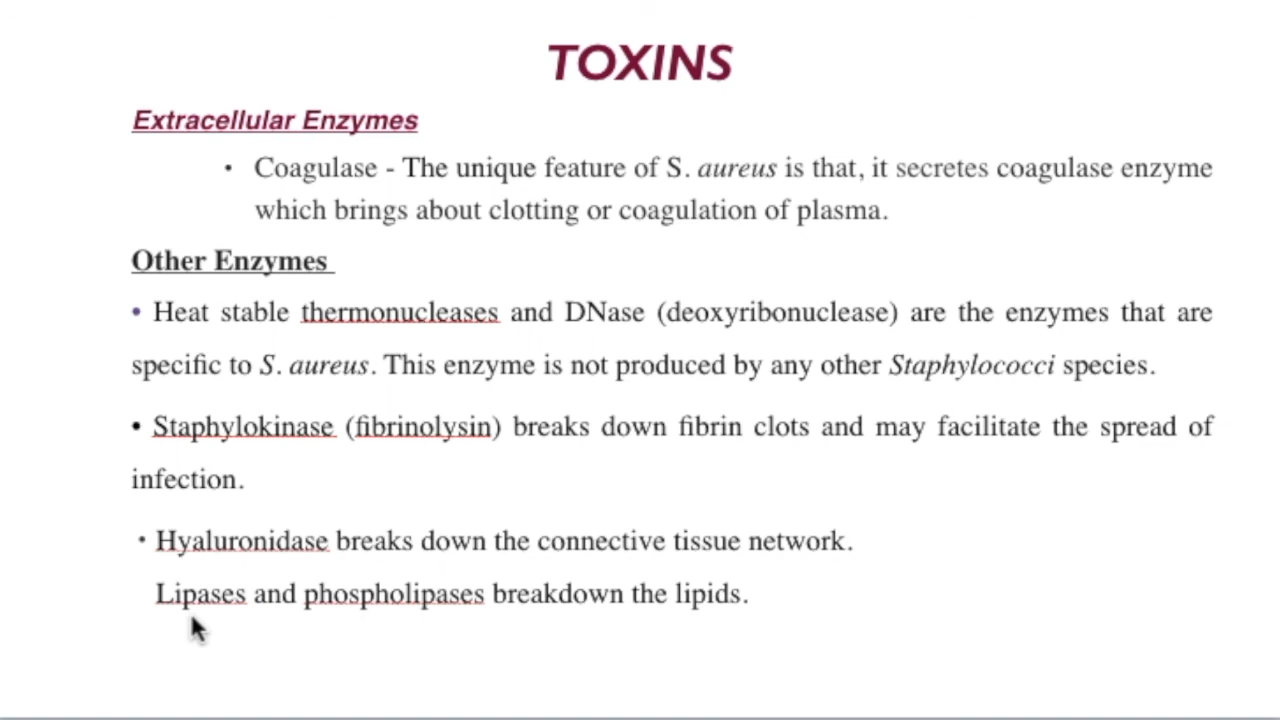 TOXINS
Extracellular Enzymes
• Coagulase - The unique feature of S. aureus is that, it secretes coagulase enzyme
which brings about clotting or coagulation of plasma.
Other Enzymes
• Heat stable thermonucleases and DNase (deoxyribonuclease) are the enzymes that are
specific to S. aureus. This enzyme is not produced by any other Staphylococci species.
• Staphylokinase (fibrinolysin) breaks down fibrin clots and may facilitate the spread of
infection.
• Hyaluronidase breaks down the connective tissue network.
Lipases and phospholipases breakdown the lipids.